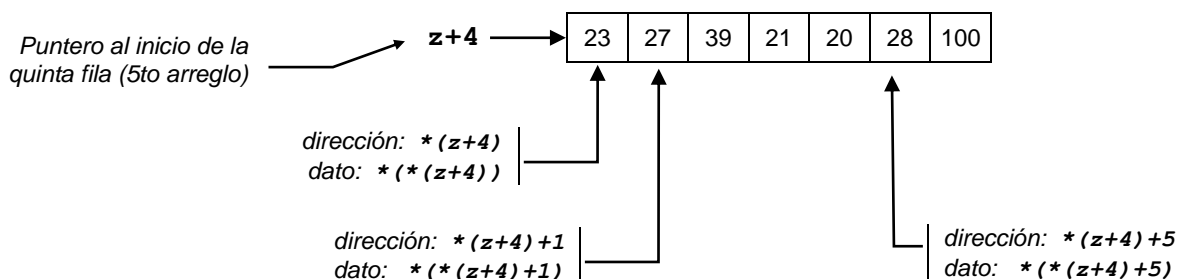 Puntero al inicio de la
quinta fila (5to arreglo)
z+4
23 27 39 21 20 28 100
dirección: *(z+4)
dato: *(*(z+4))
dirección: *(z+4)+1
dato: *(*(z+4)+1)
dirección: *(z+4)+5
dato: *(*(z+4)+5)